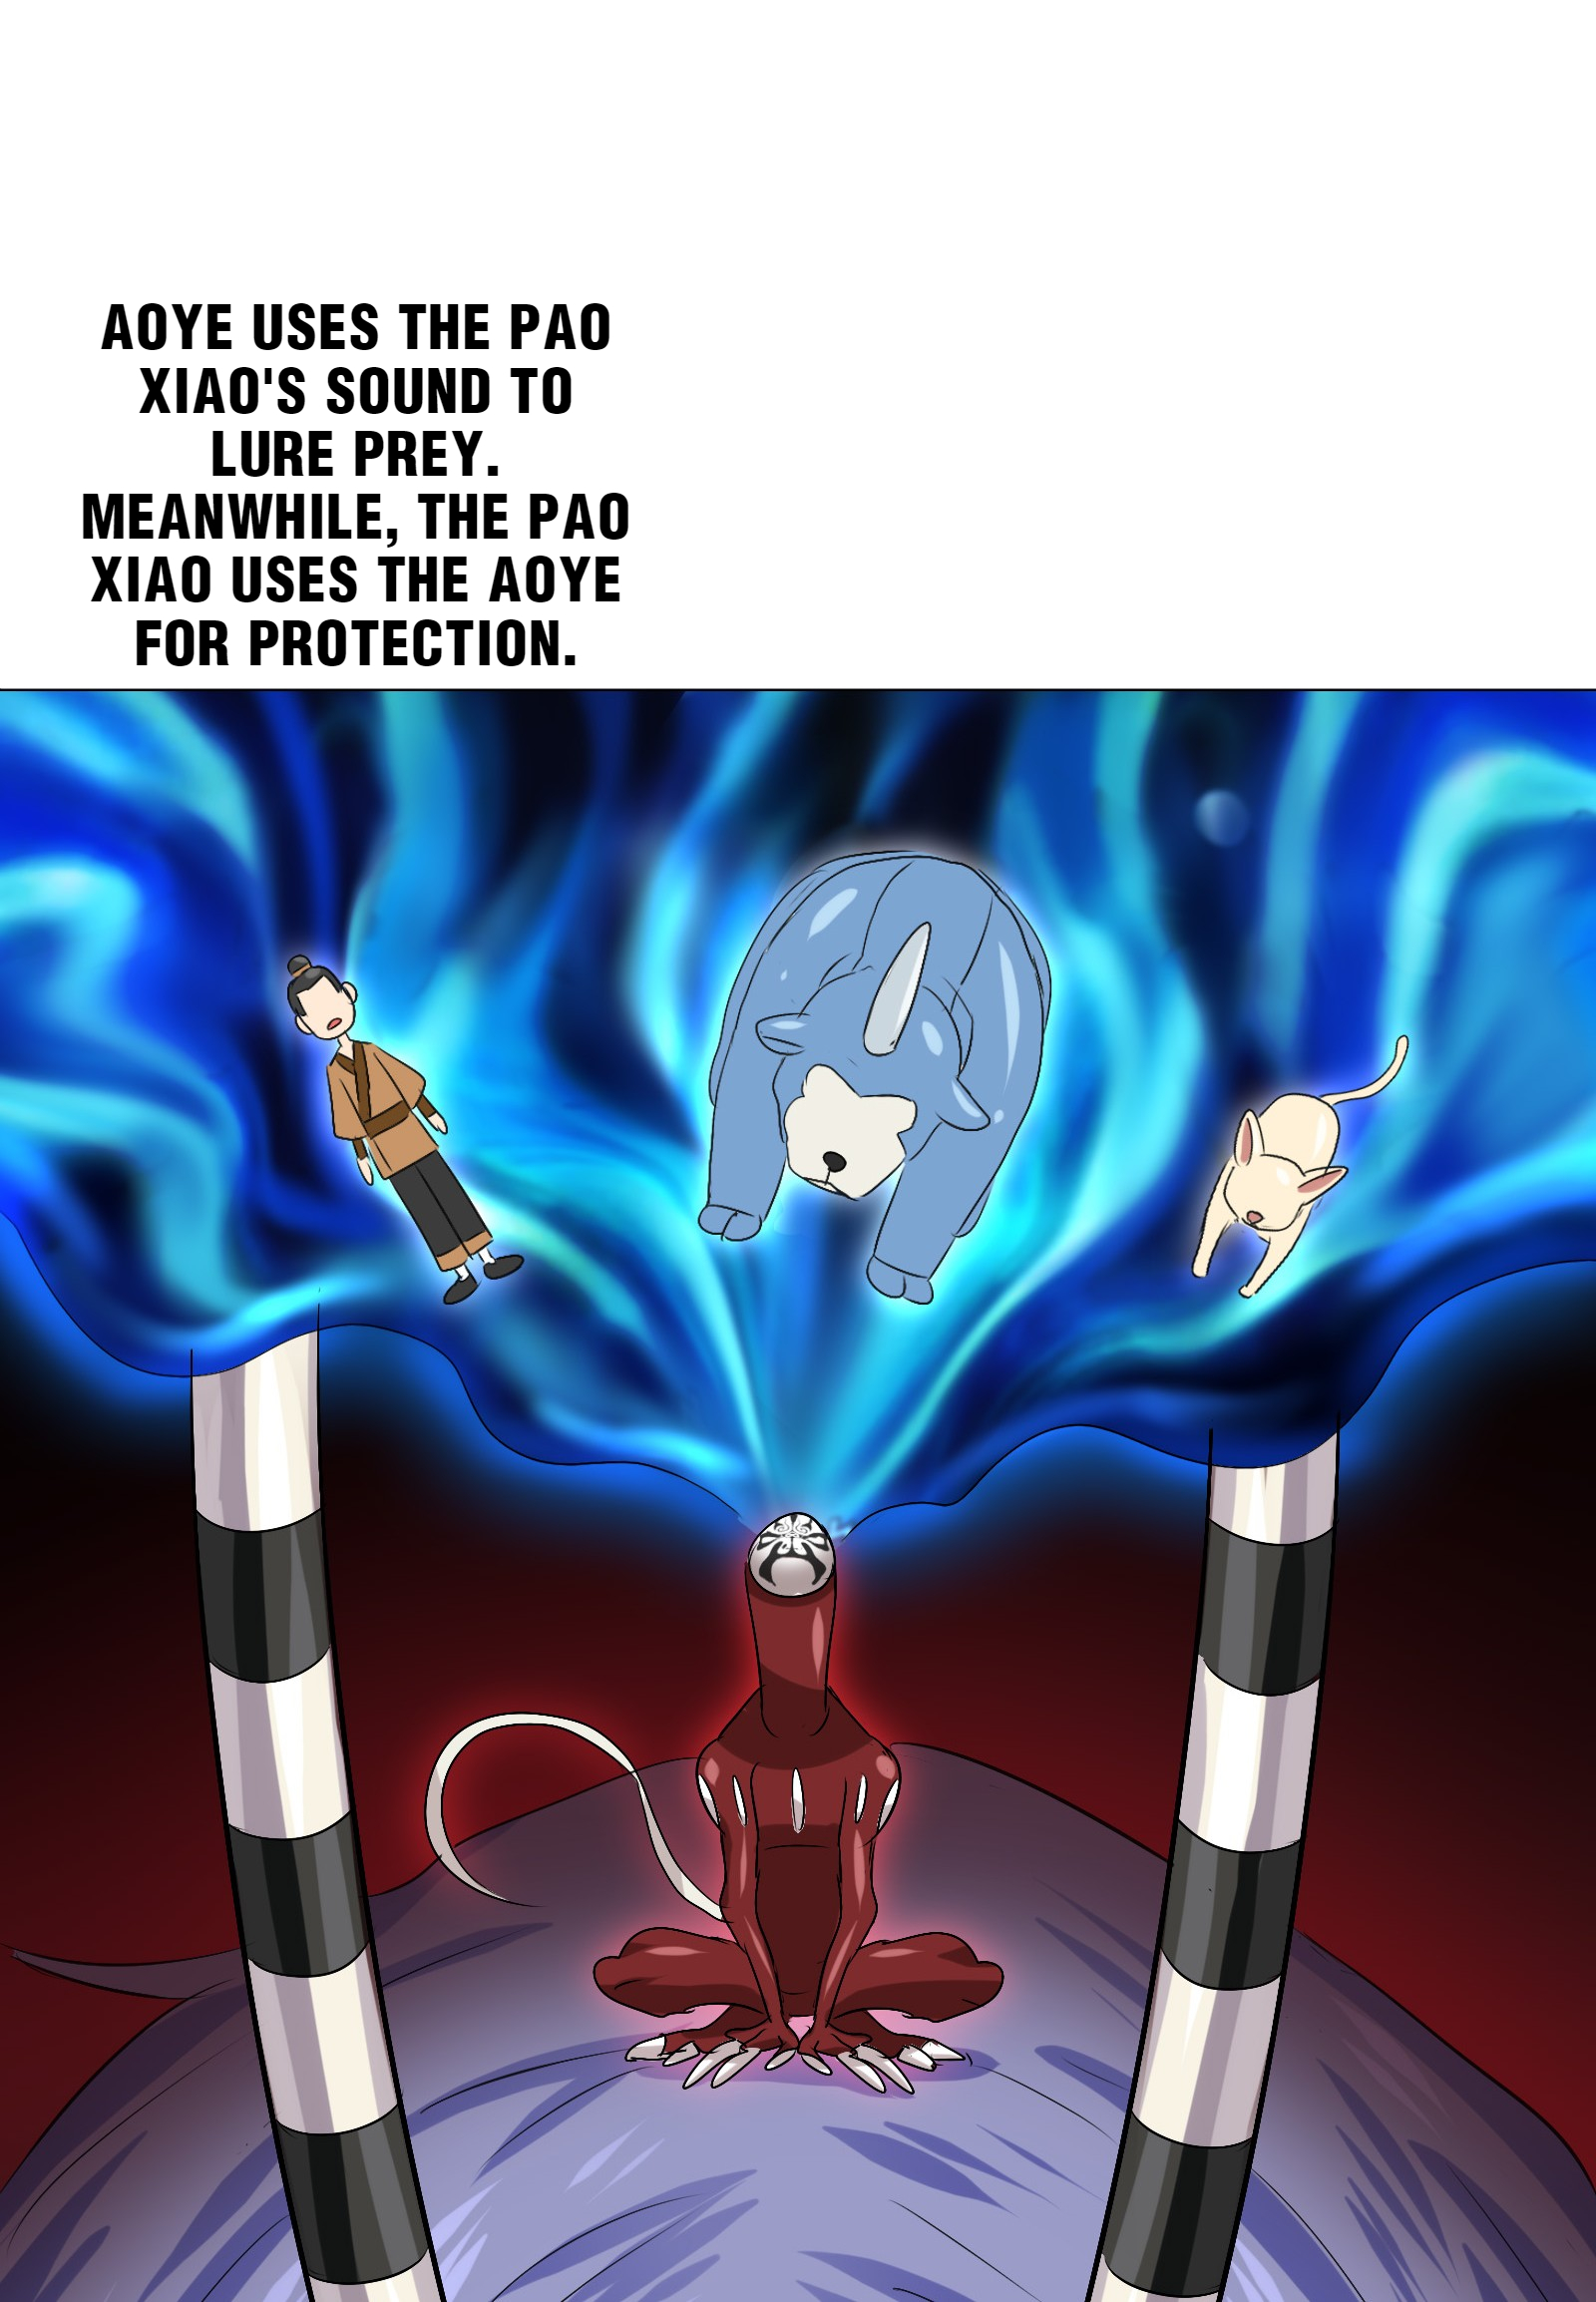 AOYE USES THE PAO
XIAO'S SOUND TO
LURE PREY.
MEANWHILE, THE PAO
XIAO USES THE AOYE
FOR PROTECTION.